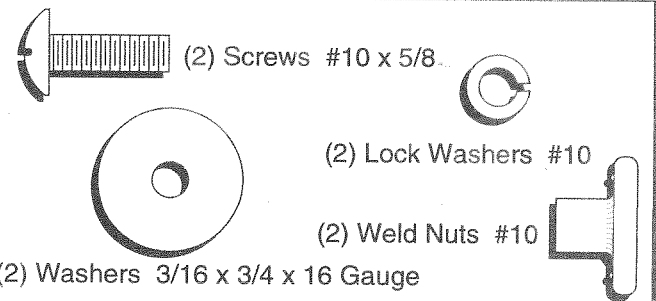 (2) Screws #10 x 5/8
(2) Lock Washers #10
(2) Weld Nuts #10
(2) Washers 3/16 x 3/4 x 16 Gauge